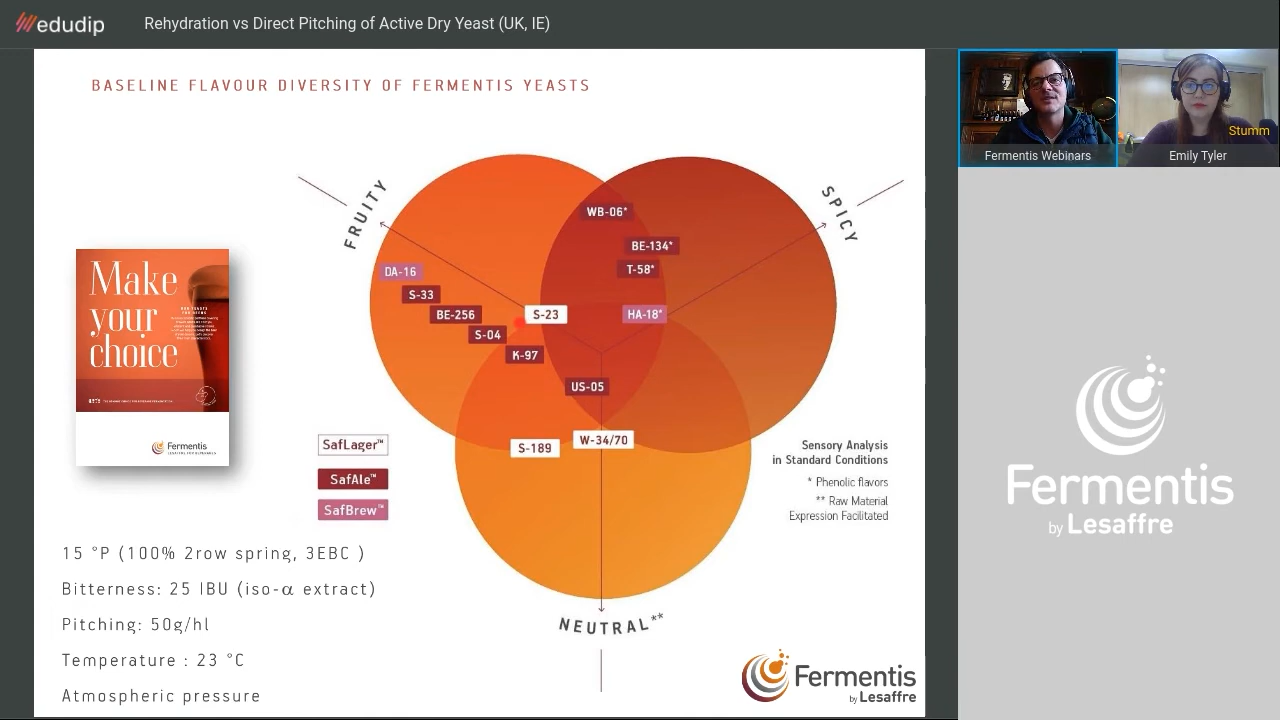 edudip
Rehydration vs Direct Pitching of Active Dry Yeast (UK, IE)
BASELINE FLAVOUR DIVERSITY OF FERMENTIS YEASTS
Fermentis Webinars
Stumm
Emily Tyler
FRUITY
SPICY
WB-06*
BE-134*
T-58*
DA-16
S-33
BE-256
S-23
HA-18*
S-04
K-97
US-05
W-34/70
S-189
NEUTRAL**
Make
your
choice
Fermentis
SafLager™
SafAle™
SafBrew™
Sensory Analysis
in Standard Conditions
* Phenolic flavors
** Raw Material
Expression Facilitated
15 °P (100% 2row spring, 3EBC )
Bitterness: 25 IBU (iso-α extract)
Pitching: 50g/hl
Temperature : 23 °C
Atmospheric pressure
Fermentis
by Lesaffre
Fermentis
by Lesaffre